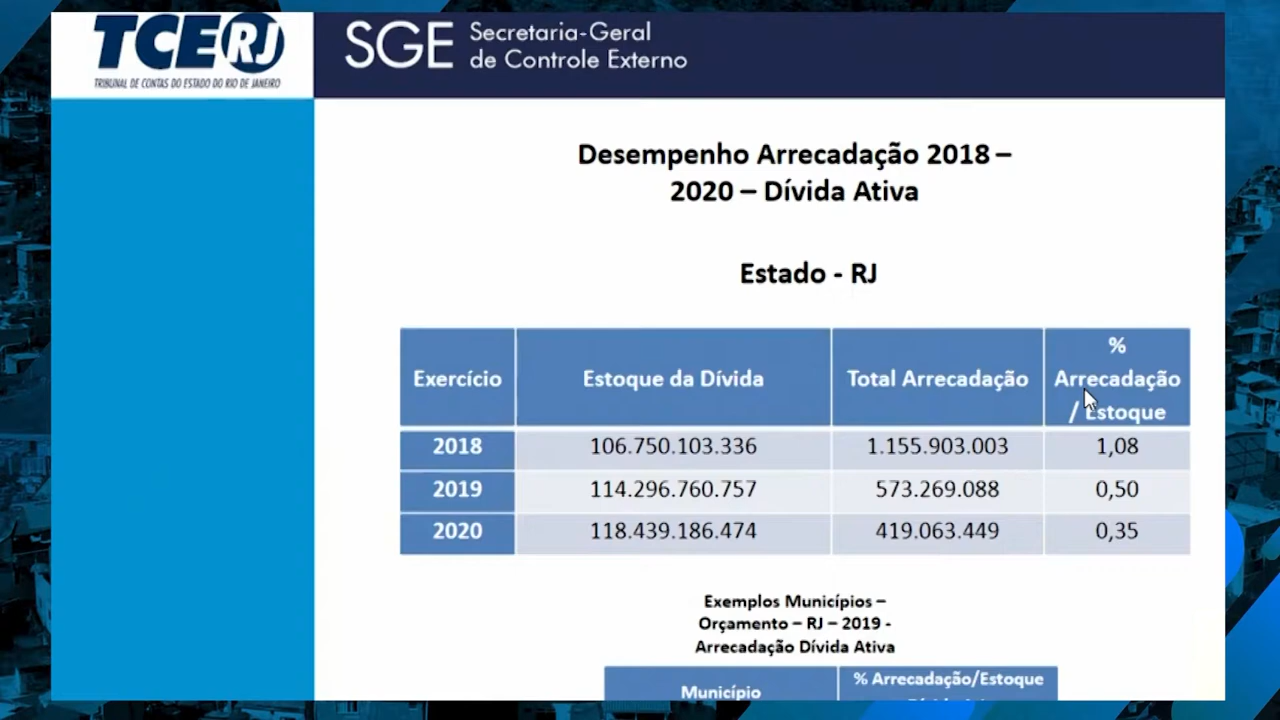 TCERJ
TRIBUNAL DE CONTAS DO ESTADO DO RIO DE JANEIRO
SGE
Secretaria-Geral
de Controle Externo
Desempenho Arrecadação 2018 –
2020 – Dívida Ativa
Estado - RJ
Exercício Estoque da Dívida Total Arrecadação % Arrecadação / Estoque
2018 106.750.103.336 1.155.903.003 1,08
2019 114.296.760.757 573.269.088 0,50
2020 118.439.186.474 419.063.449 0,35
Exemplos Municípios –
Orçamento – RJ – 2019 -
Arrecadação Dívida Ativa
Município % Arrecadação/Estoque